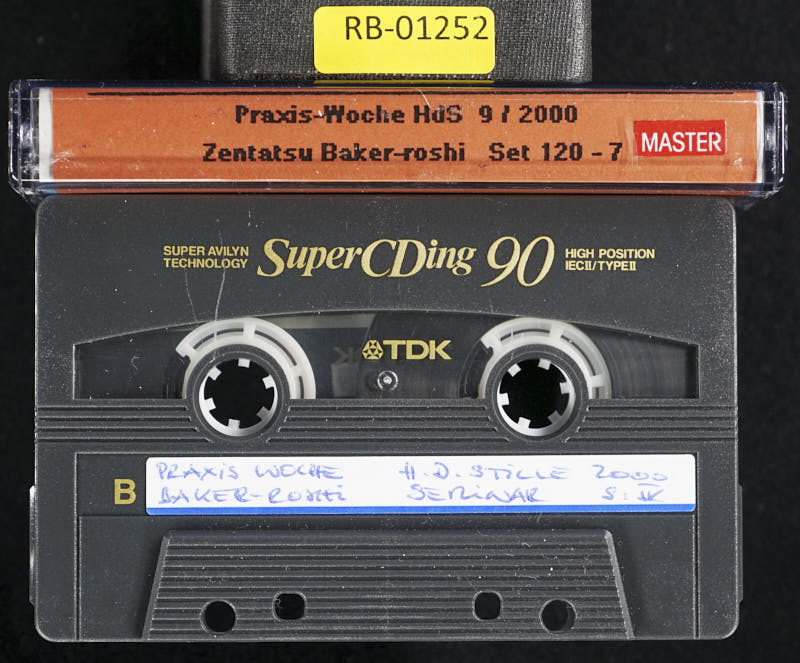 RB-01252
Praxis-Woche HdS 9 / 2000
Zentatsu Baker-roshi Set 120 - 7
MASTER
SUPER AVILYN
TECHNOLOGY
SuperCDing 90
HIGH POSITION
IECII/TYPEII
TDK
B
PRAXIS WOCHE H.D.STILLE 2000
BAKER-ROSHI SEMINAR S: IV